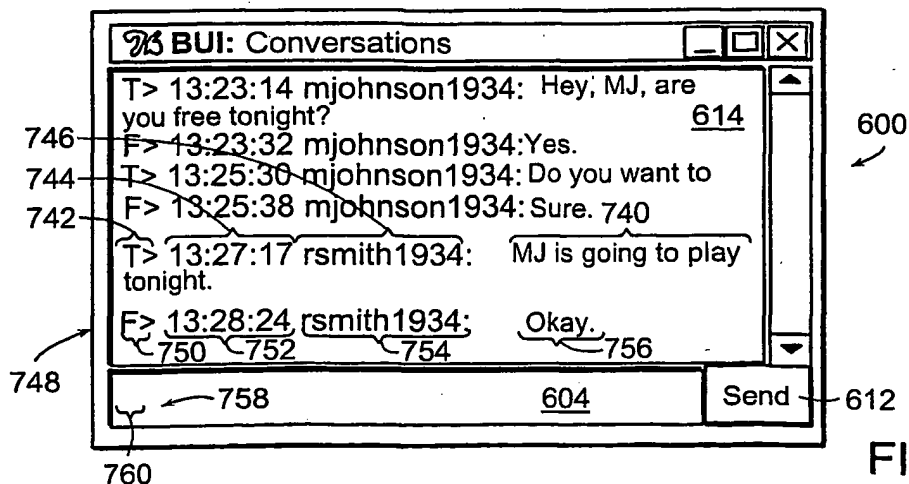 BUI: Conversations
T> 13:23:14 mjohnson1934: Hey, MJ, are
you free tonight?
614
F> 13:23:32 mjohnson1934: Yes.
T> 13:25:30 mjohnson1934: Do you want to
F> 13:25:38 mjohnson1934: Sure.
740
T> 13:27:17 rsmith1934: MJ is going to play
tonight.
F> 13:28:24 rsmith1934: Okay.
750 752 754 756
758 604 Send 612
760
746
744
742
748
600
FI